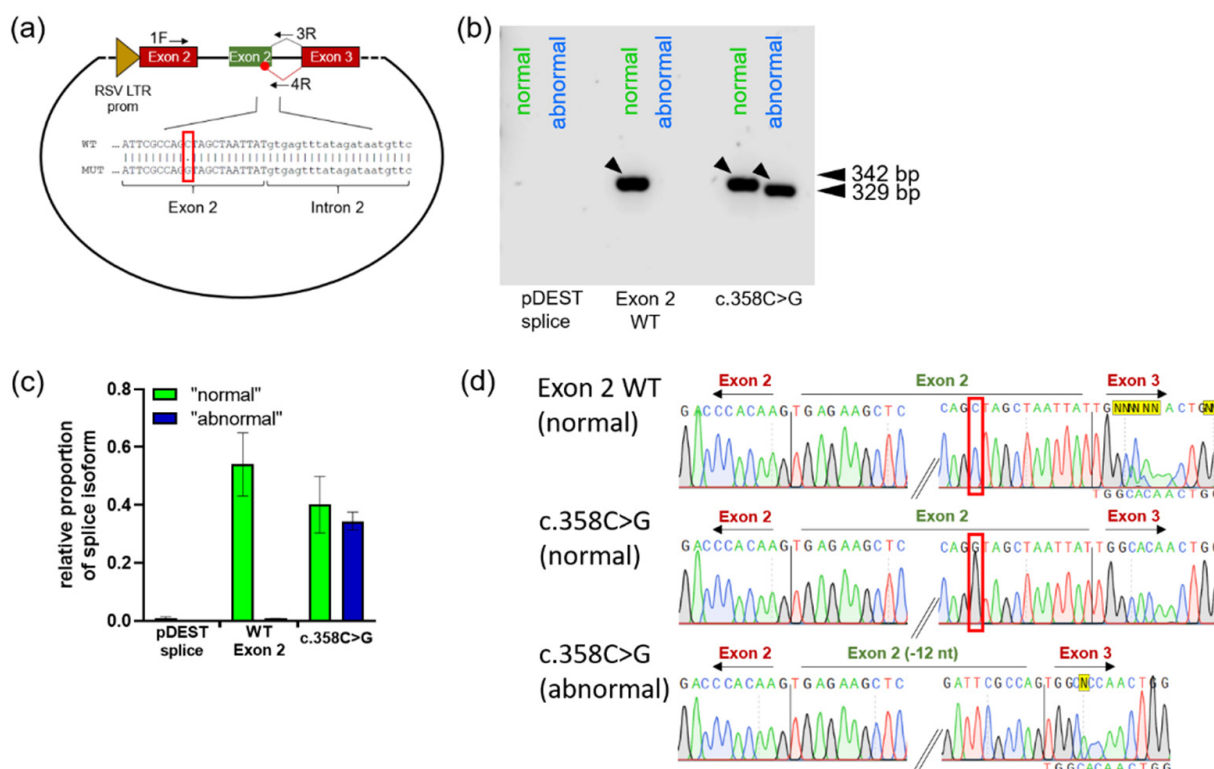 (a)
1F
3R
Exon 2
Exon 2
Exon 3
4R
RSV LTR
prom
WT ...ATTCGCCAGCTAGCTAATTATgtgagtttatagataatgttc
MUT ...ATTCGCCAGGTAGCTAATTATgtgagtttatagataatgttc
Exon 2
Intron 2
(b)
normal
abnormal
normal
abnormal
normal
abnormal
342 bp
329 bp
pDEST
splice
Exon 2
WT
c.358C>G
(c)
relative proportion
of splice isoform
0.8
0.6
0.4
0.2
0.0
"normal"
"abnormal"
pDEST
splice
WT
Exon 2
c.358C>G
(d)
Exon 2 WT
(normal)
Exon 2
Exon 2
Exon 3
GACCCACAAGTGAGAAGCTC
CAGCTAGCTAATTATTGNNNNNNACTGN
TGGCACAACTGG
c.358C>G
(normal)
Exon 2
Exon 2
Exon 3
GACCCACAAGTGAGAAGCTC
CAGGTAGCTAATTATTGGCACAACTGG
c.358C>G
(abnormal)
Exon 2
Exon 2 (-12 nt)
Exon 3
GACCCACAAGTGAGAAGCTC
GATTCGCCAGTGGCNCCAACTGG
TGGCACAACTGG